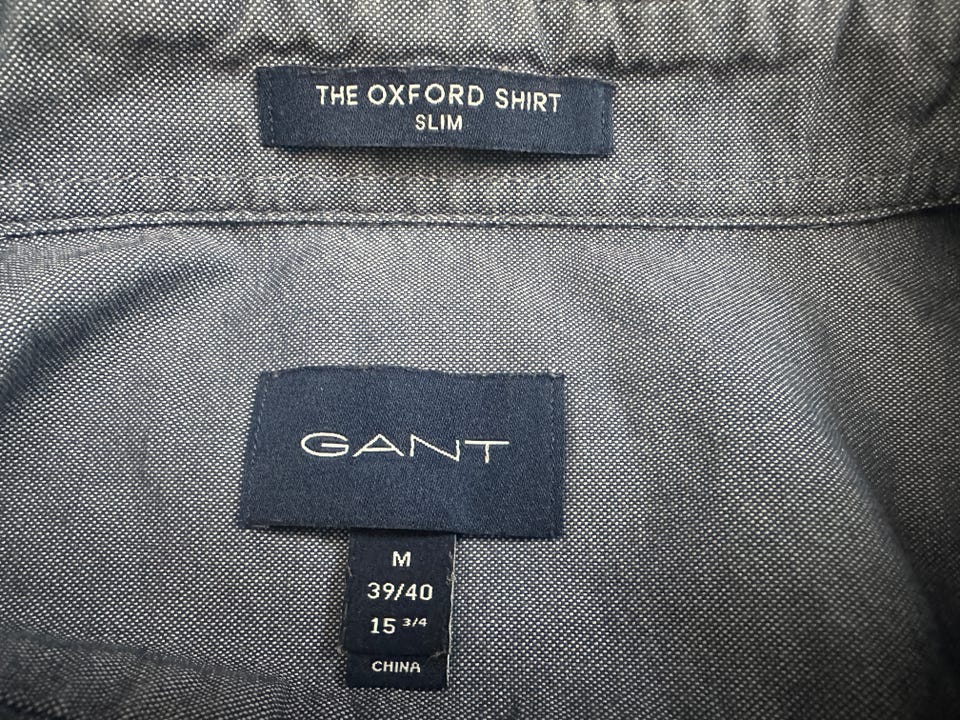 THE OXFORD SHIRT
SLIM
GANT
M
39/40
15 3/4
CHINA